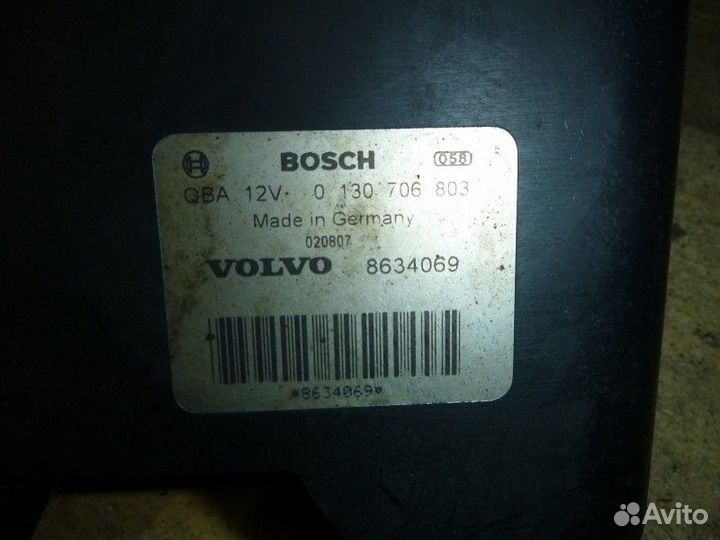 BOSCH 058
QBA 12V· 0 130 706 803
Made in Germany
020807
VOLVO 8634069
*8634069*
Avito